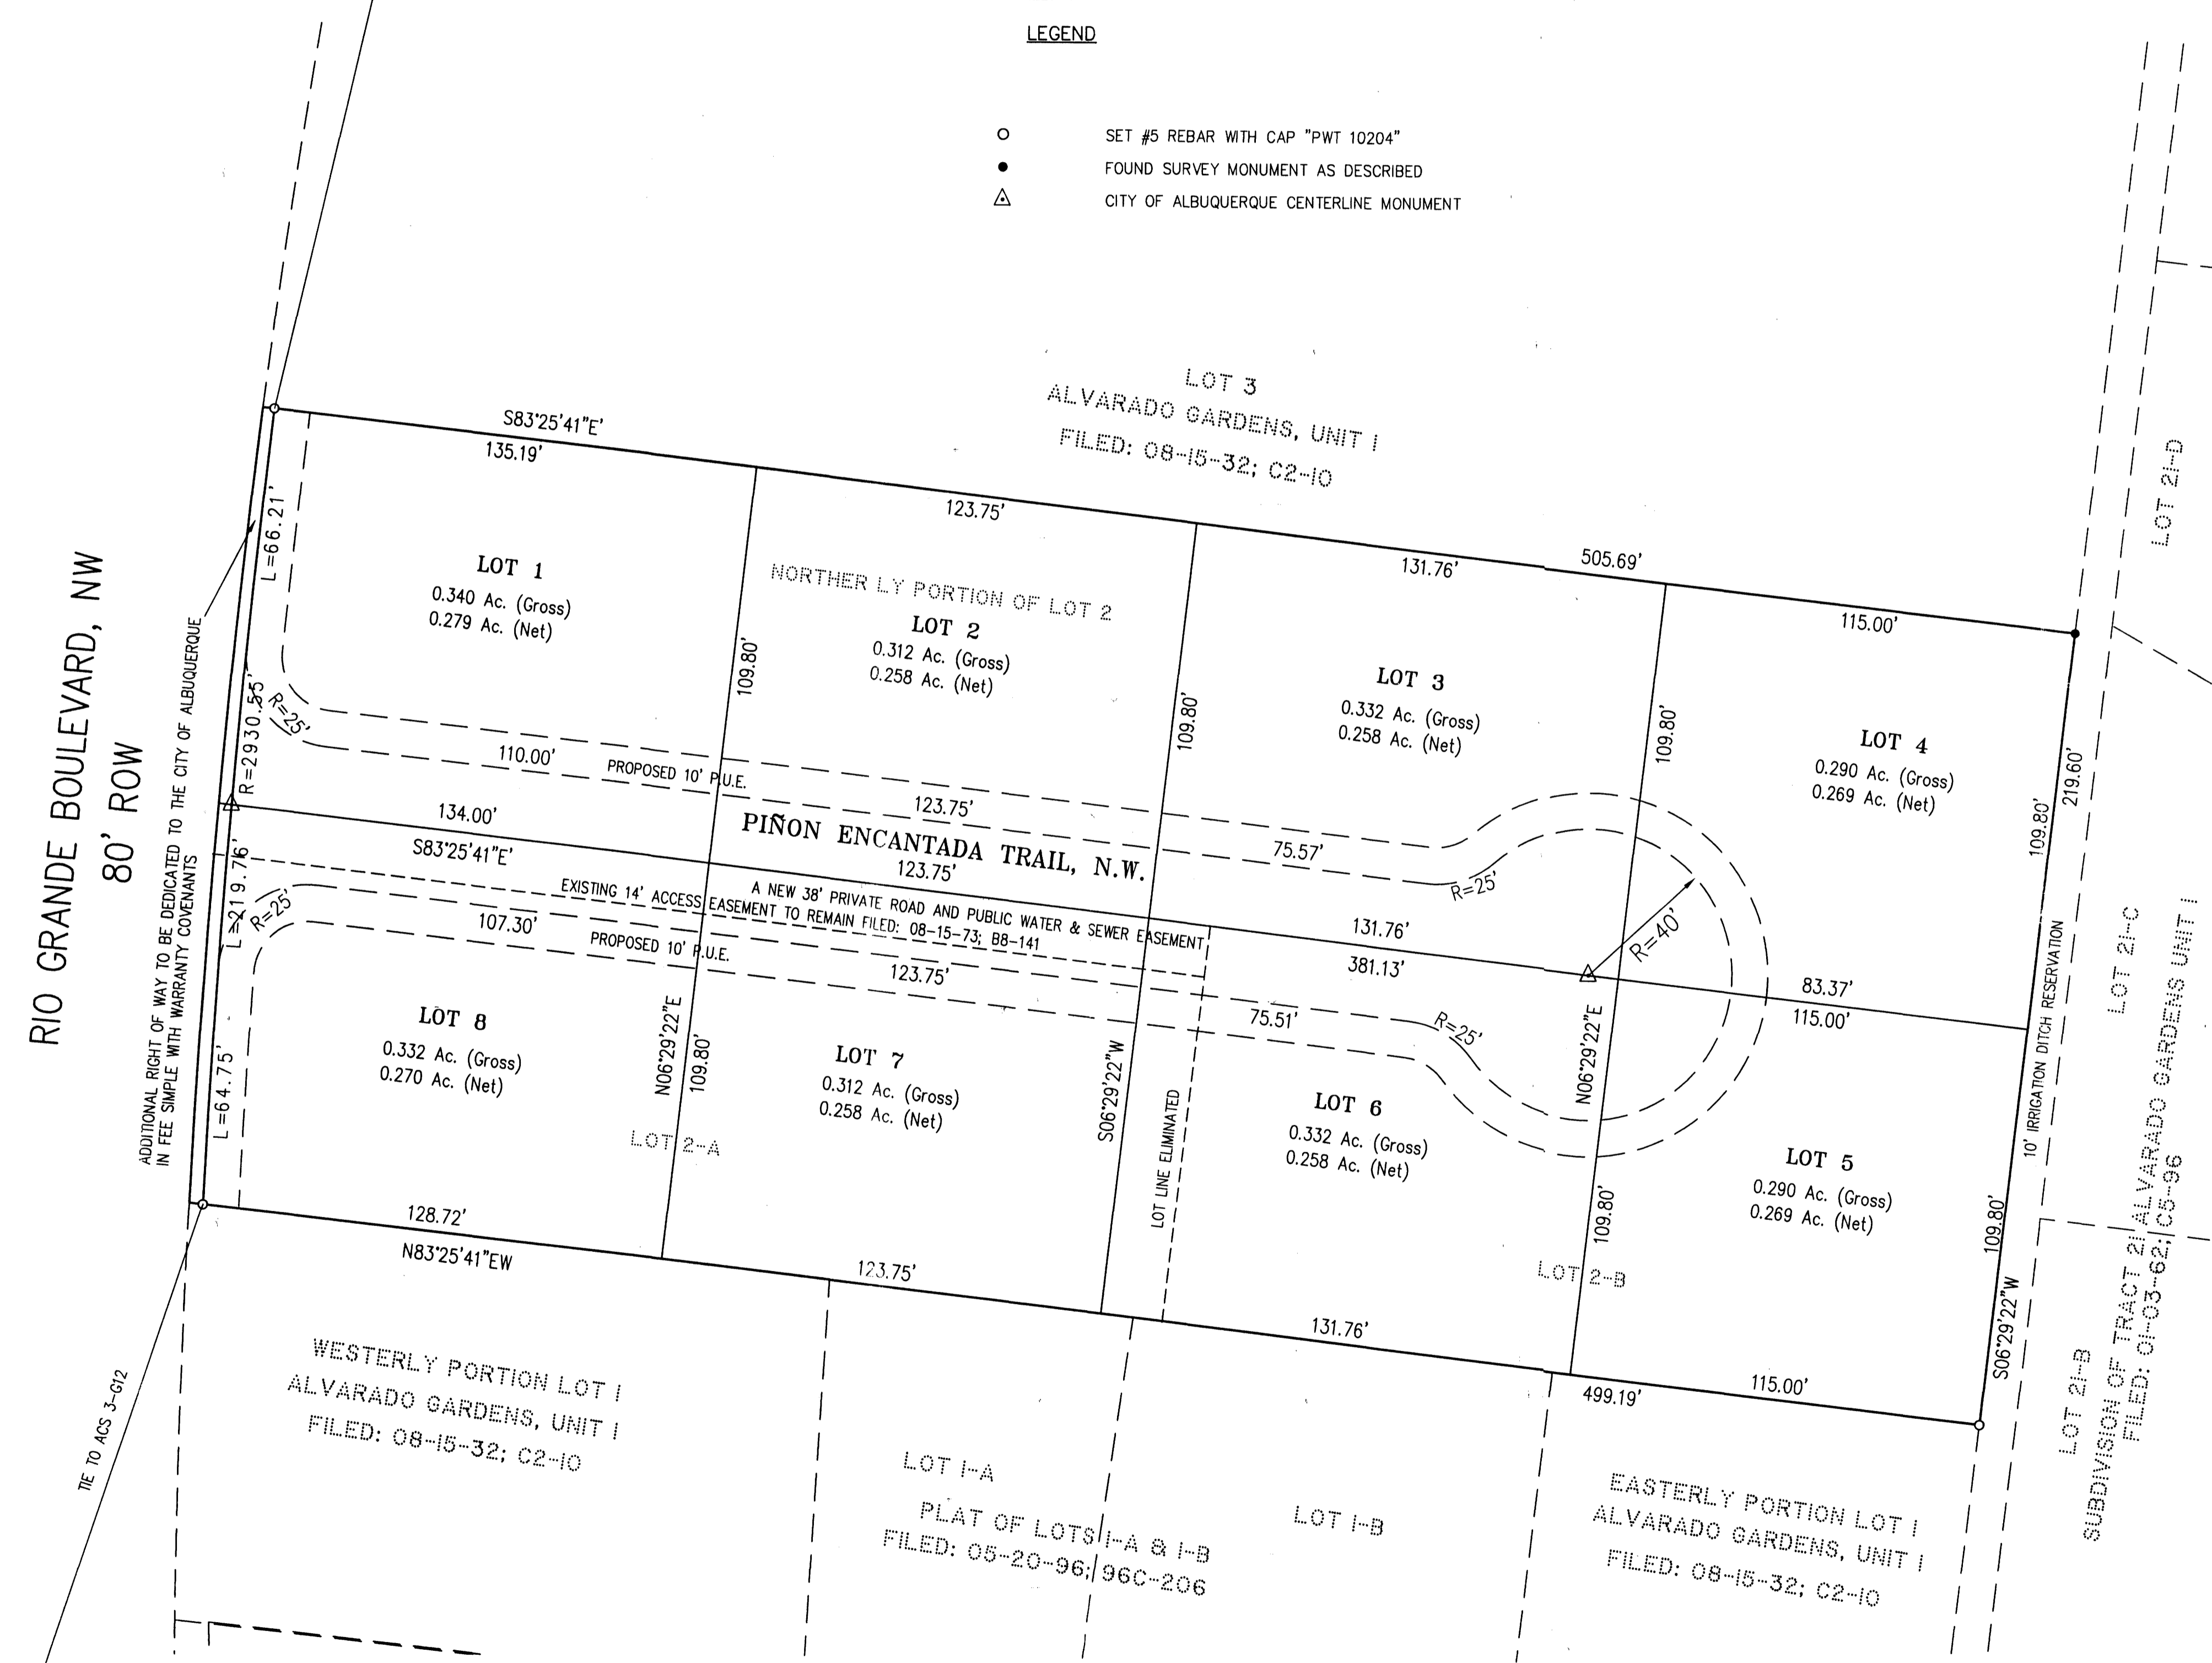 LEGEND
SET #5 REBAR WITH CAP "PWT 10204"
FOUND SURVEY MONUMENT AS DESCRIBED
CITY OF ALBUQUERQUE CENTERLINE MONUMENT
LOT 3
ALVARADO GARDENS, UNIT 1
FILED: 08-15-32; C2-10
S83°25'41"E'
135.19'
123.75'
131.76'
505.69'
115.00'
LOT 21-D
RIO GRANDE BOULEVARD, NW
80' ROW
ADDITIONAL RIGHT OF WAY TO BE DEDICATED TO THE CITY OF ALBUQUERQUE
IN FEE SIMPLE WITH WARRANTY COVENANTS
L=66.21'
R=2930.55'
L=219.76'
L=64.75'
LOT 1
0.340 Ac. (Gross)
0.279 Ac. (Net)
NORTHER LY PORTION OF LOT 2
LOT 2
0.312 Ac. (Gross)
0.258 Ac. (Net)
LOT 3
0.332 Ac. (Gross)
0.258 Ac. (Net)
LOT 4
0.290 Ac. (Gross)
0.269 Ac. (Net)
109.80'
109.80'
109.80'
109.80'
219.60'
R=25'
110.00'
PROPOSED 10' P.U.E.
123.75'
75.57'
R=25'
134.00'
S83°25'41"E'
PIÑON ENCANTADA TRAIL, N.W.
123.75'
A NEW 38' PRIVATE ROAD AND PUBLIC WATER & SEWER EASEMENT
EXISTING 14' ACCESS EASEMENT TO REMAIN FILED: 08-15-73; B8-141
131.76'
381.13'
R=40'
83.37'
115.00'
R=25'
107.30'
PROPOSED 10' P.U.E.
123.75'
75.51'
R=25'
LOT 8
0.332 Ac. (Gross)
0.270 Ac. (Net)
N06°29'22"E
109.80'
LOT 2-A
LOT 7
0.312 Ac. (Gross)
0.258 Ac. (Net)
S06°29'22"W
LOT LINE ELIMINATED
LOT 6
0.332 Ac. (Gross)
0.258 Ac. (Net)
N06°29'22"E
109.80'
LOT 2-B
LOT 5
0.290 Ac. (Gross)
0.269 Ac. (Net)
109.80'
S06°29'22"W
10' IRRIGATION DITCH RESERVATION
LOT 21-C
LOT 21-B
SUBDIVISION OF TRACT 21 ALVARADO GARDENS UNIT 1
FILED: 01-03-62; C5-96
128.72'
N83°25'41"EW
123.75'
131.76'
499.19'
115.00'
TIE TO ACS 3-G12
WESTERLY PORTION LOT 1
ALVARADO GARDENS, UNIT 1
FILED: 08-15-32; C2-10
LOT 1-A
PLAT OF LOTS 1-A & 1-B
FILED: 05-20-96; 96C-206
LOT 1-B
EASTERLY PORTION LOT 1
ALVARADO GARDENS, UNIT 1
FILED: 08-15-32; C2-10